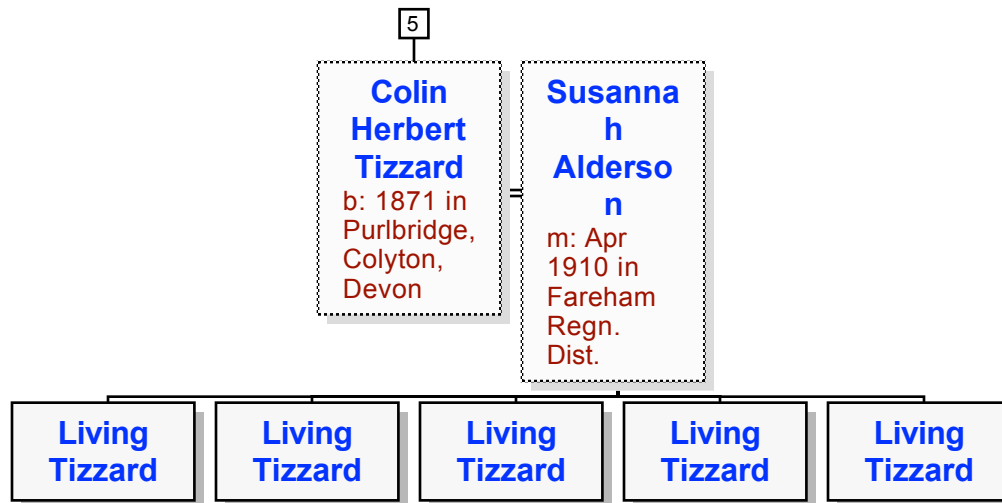 5
Colin
Herbert
Tizzard
b: 1871 in
Purlbridge,
Colyton,
Devon
Susanna
h
Alderso
n
m: Apr
1910 in
Fareham
Regn.
Dist.
Living
Tizzard
Living
Tizzard
Living
Tizzard
Living
Tizzard
Living
Tizzard